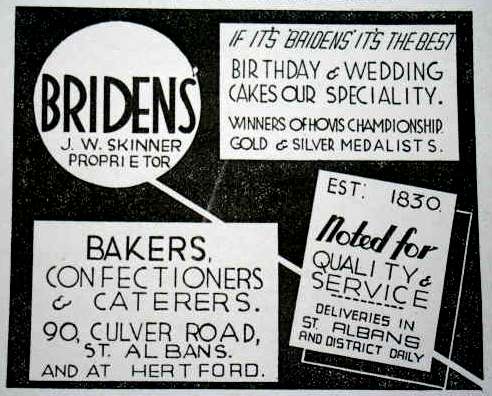 BRIDENS'
J. W. SKINNER
PROPRIETOR
IF IT'S 'BRIDENS' IT'S THE BEST
BIRTHDAY & WEDDING
CAKES OUR SPECIALITY.
WINNERS OF HOVIS CHAMPIONSHIP
GOLD & SILVER MEDALISTS.
BAKERS,
CONFECTIONERS
& CATERERS.
90, CULVER ROAD,
ST. ALBANS.
AND AT HERTFORD.
EST: 1830.
Noted for
QUALITY &
SERVICE
DELIVERIES IN
ST. ALBANS
AND DISTRICT DAILY